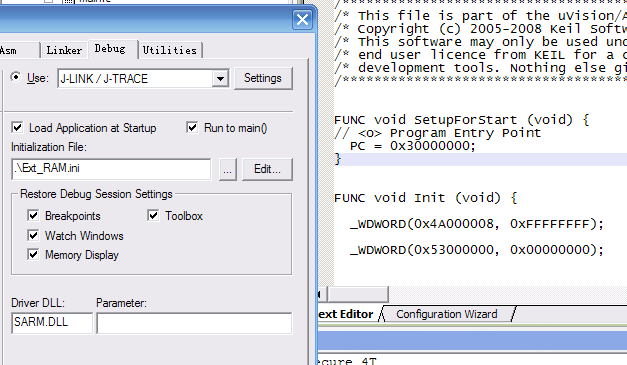 Asm
Linker
Debug
Utilities
Use:
J-LINK / J-TRACE
Settings
Load Application at Startup
Run to main()
Initialization File:
.\Ext_RAM.ini
...
Edit...
Restore Debug Session Settings
Breakpoints
Toolbox
Watch Windows
Memory Display
Driver DLL:
Parameter:
SARM.DLL
/* This file is part of the uVision/A
/* Copyright (c) 2005-2008 Keil Softw
/* This software may only be used und
/* end user licence from KEIL for a c
/* development tools. Nothing else gi
FUNC void SetupForStart (void) {
// <o> Program Entry Point
PC = 0x30000000;
}
FUNC void Init (void) {
_WDWORD(0x4A000008, 0xFFFFFFFF);
_WDWORD(0x53000000, 0x00000000);
ext Editor
Configuration Wizard
ecure 4T